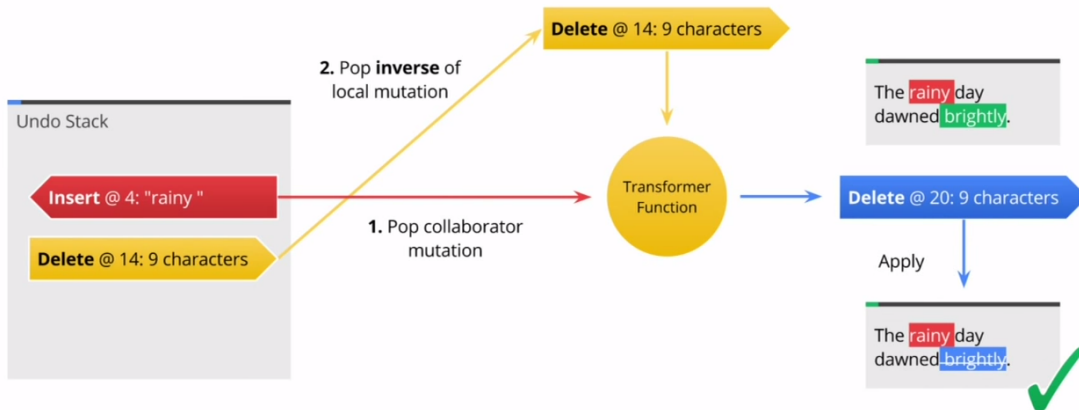 Undo Stack
Insert @ 4: "rainy "
Delete @ 14: 9 characters
1. Pop collaborator
mutation
2. Pop inverse of
local mutation
Delete @ 14: 9 characters
Transformer
Function
The rainy day
dawned brightly.
Delete @ 20: 9 characters
Apply
The rainy day
dawned brightly.